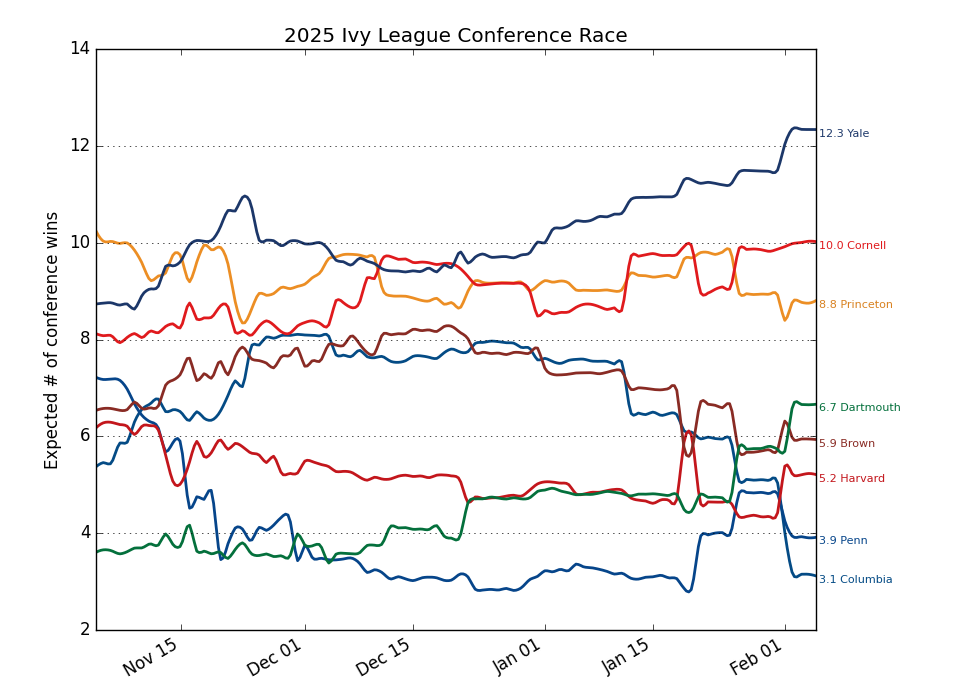 2025 Ivy League Conference Race
Expected # of conference wins
14
12
10
8
6
4
2
12.3 Yale
10.0 Cornell
8.8 Princeton
6.7 Dartmouth
5.9 Brown
5.2 Harvard
3.9 Penn
3.1 Columbia
Nov 15
Dec 01
Dec 15
Jan 01
Jan 15
Feb 01